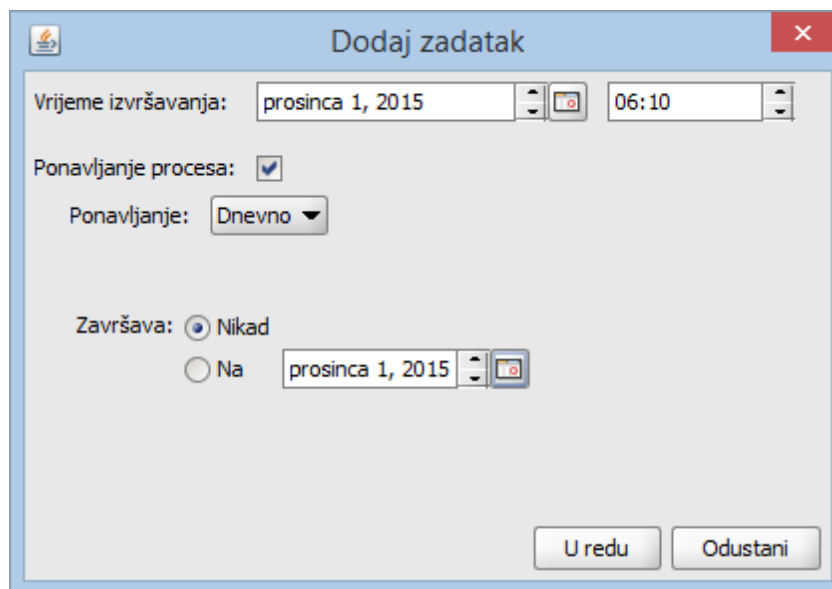 Dodaj zadatak
Vrijeme izvršavanja: prosinca 1, 2015 06:10
Ponavljanje procesa:
Ponavljanje: Dnevno
Završava: Nikad
Na prosinca 1, 2015
U redu Odustani